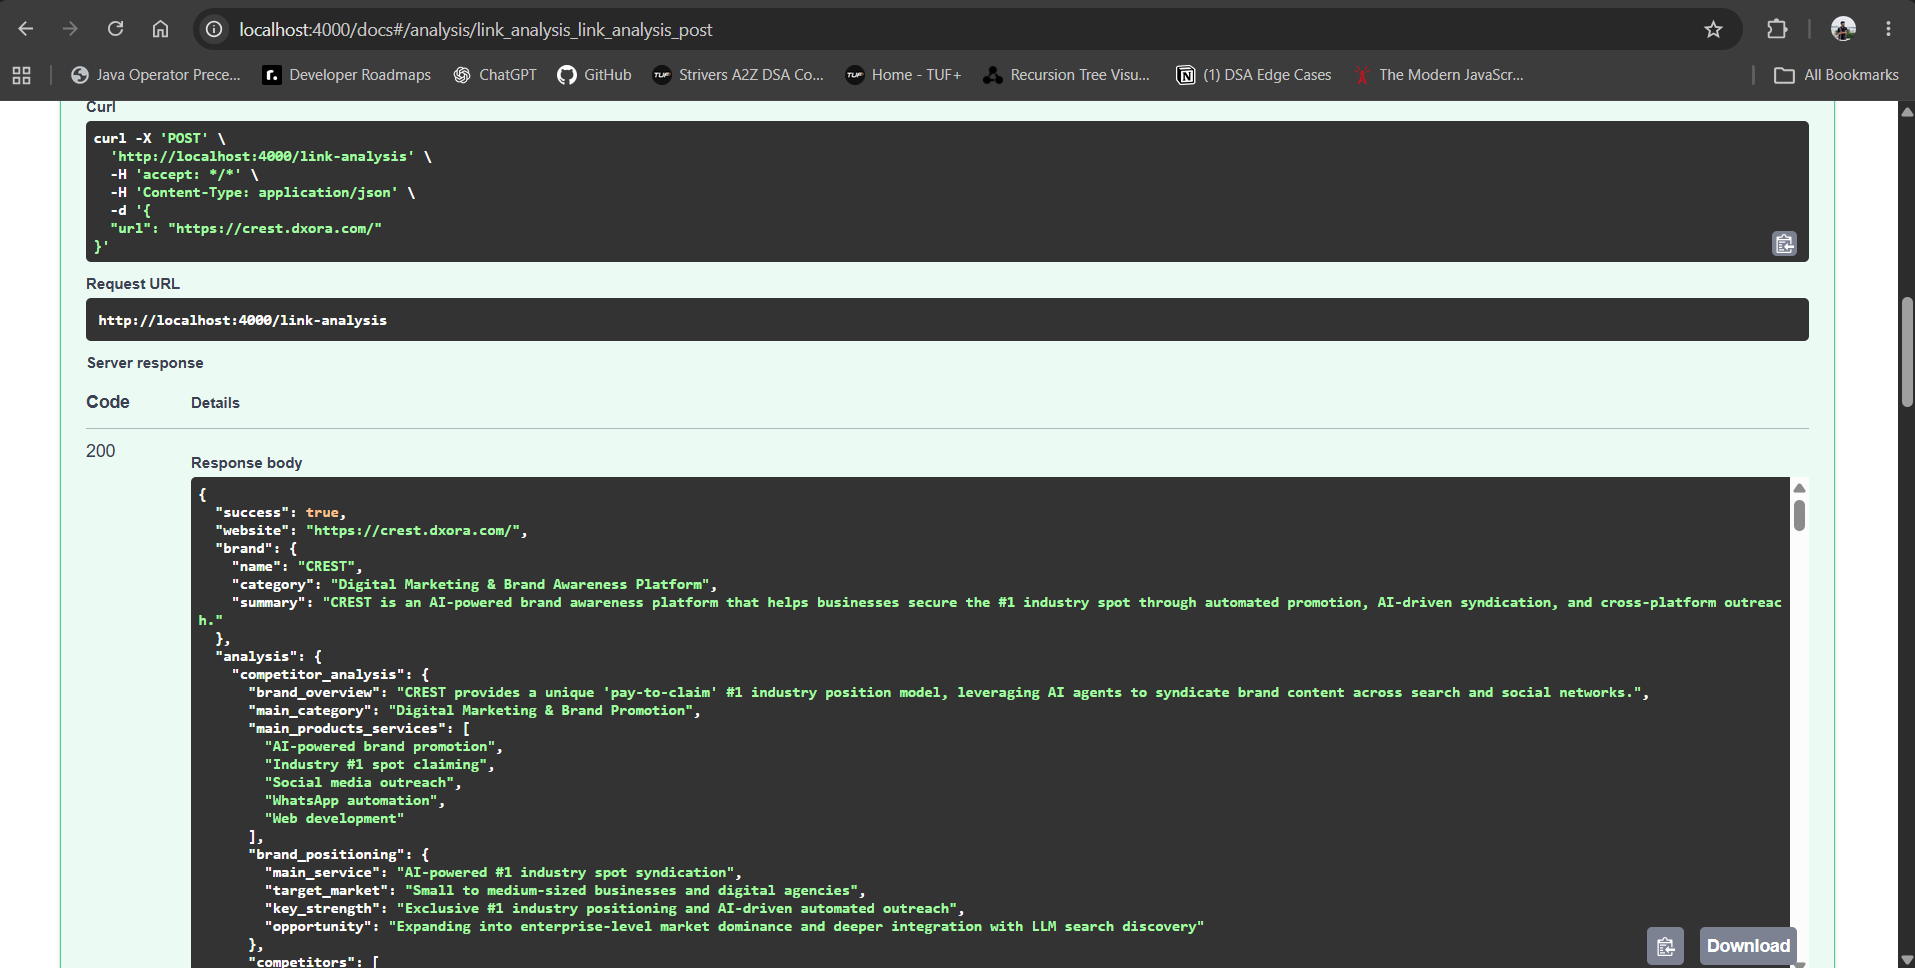 localhost:4000/docs#/analysis/link_analysis_link_analysis_post
Java Operator Prece...
Developer Roadmaps
ChatGPT
GitHub
Strivers A2Z DSA Co...
Home - TUF+
Recursion Tree Visu...
(1) DSA Edge Cases
The Modern JavaScr...
All Bookmarks
Curl
curl -X 'POST' \
  'http://localhost:4000/link-analysis' \
  -H 'accept: */*' \
  -H 'Content-Type: application/json' \
  -d '{
  "url": "https://crest.dxora.com/"
}'
Request URL
http://localhost:4000/link-analysis
Server response
Code Details
200
Response body
{
  "success": true,
  "website": "https://crest.dxora.com/",
  "brand": {
    "name": "CREST",
    "category": "Digital Marketing & Brand Awareness Platform",
    "summary": "CREST is an AI-powered brand awareness platform that helps businesses secure the #1 industry spot through automated promotion, AI-driven syndication, and cross-platform outreac
h."
  },
  "analysis": {
    "competitor_analysis": {
      "brand_overview": "CREST provides a unique 'pay-to-claim' #1 industry position model, leveraging AI agents to syndicate brand content across search and social networks.",
      "main_category": "Digital Marketing & Brand Promotion",
      "main_products_services": [
        "AI-powered brand promotion",
        "Industry #1 spot claiming",
        "Social media outreach",
        "WhatsApp automation",
        "Web development"
      ],
      "brand_positioning": {
        "main_service": "AI-powered #1 industry spot syndication",
        "target_market": "Small to medium-sized businesses and digital agencies",
        "key_strength": "Exclusive #1 industry positioning and AI-driven automated outreach",
        "opportunity": "Expanding into enterprise-level market dominance and deeper integration with LLM search discovery"
      },
      "competitors": [
Download